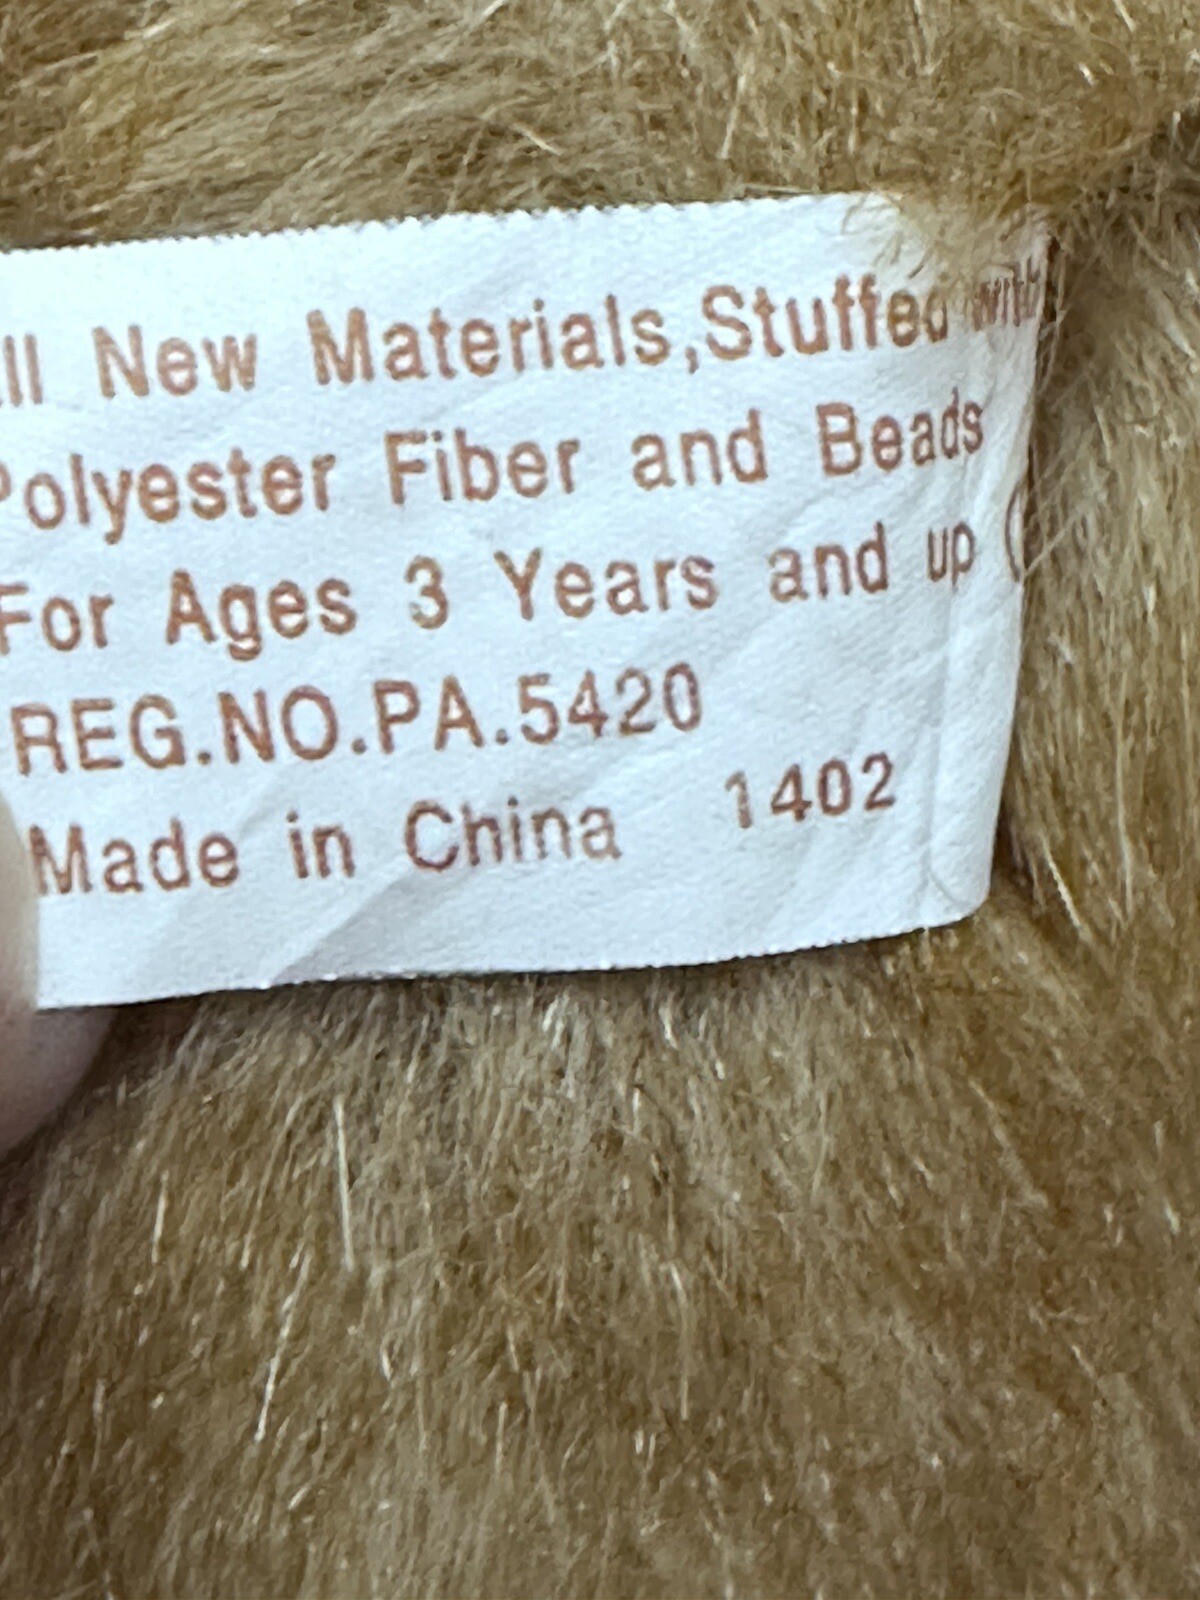 New Materials,Stuffed with
Polyester Fiber and Beads
For Ages 3 Years and up (
REG.NO.PA.5420
Made in China 1402